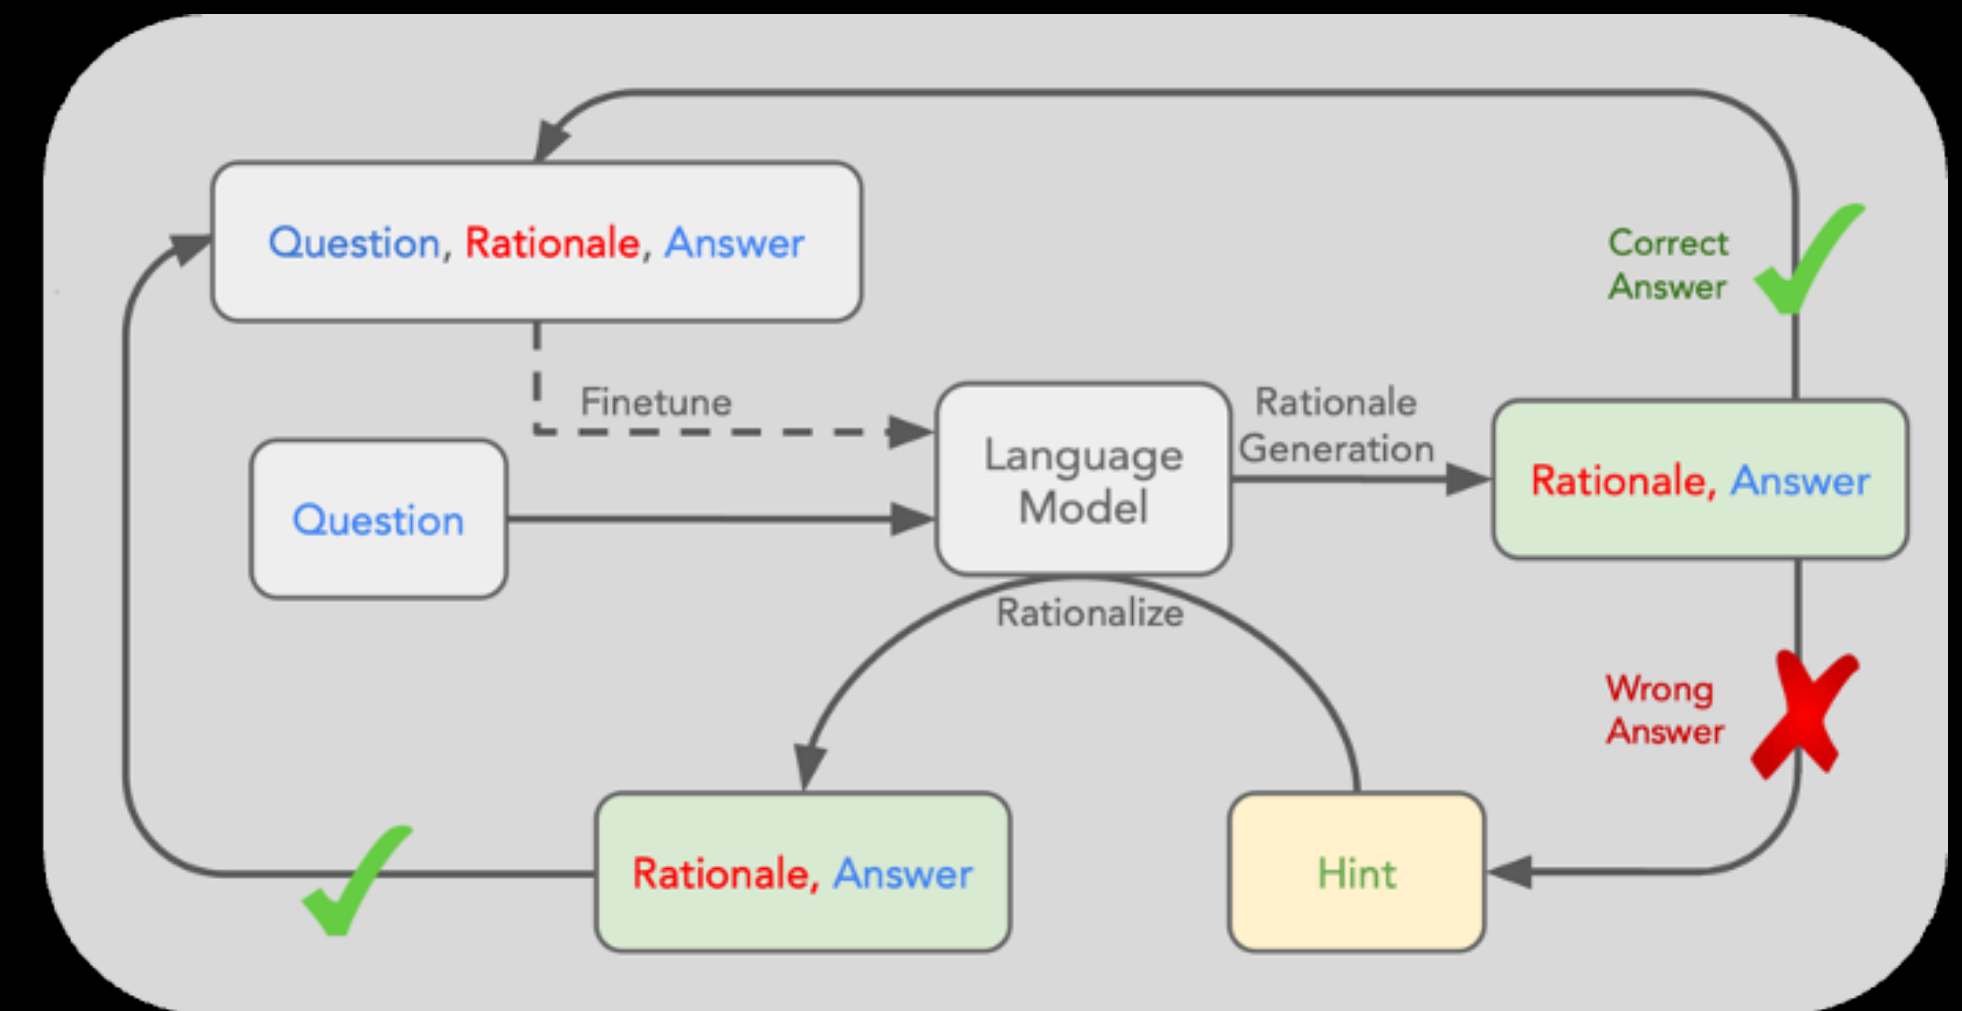 Question, Rationale, Answer
Correct
Answer
Finetune
Question
Language
Model
Rationale
Generation
Rationale, Answer
Rationalize
Wrong
Answer
Rationale, Answer
Hint